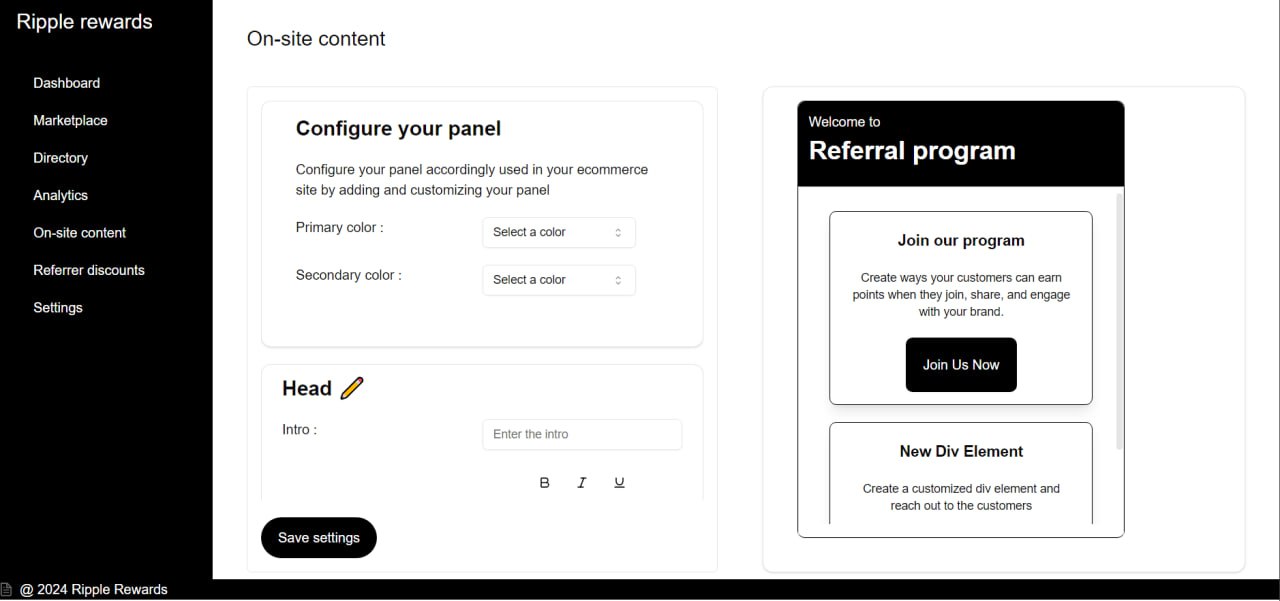 Ripple rewards
Dashboard
Marketplace
Directory
Analytics
On-site content
Referrer discounts
Settings
On-site content
Configure your panel
Configure your panel accordingly used in your ecommerce
site by adding and customizing your panel
Primary color :
Select a color
Secondary color :
Select a color
Head ✏️
Intro :
Enter the intro
B I U
Save settings
Welcome to
Referral program
Join our program
Create ways your customers can earn
points when they join, share, and engage
with your brand.
Join Us Now
New Div Element
Create a customized div element and
reach out to the customers
@ 2024 Ripple Rewards